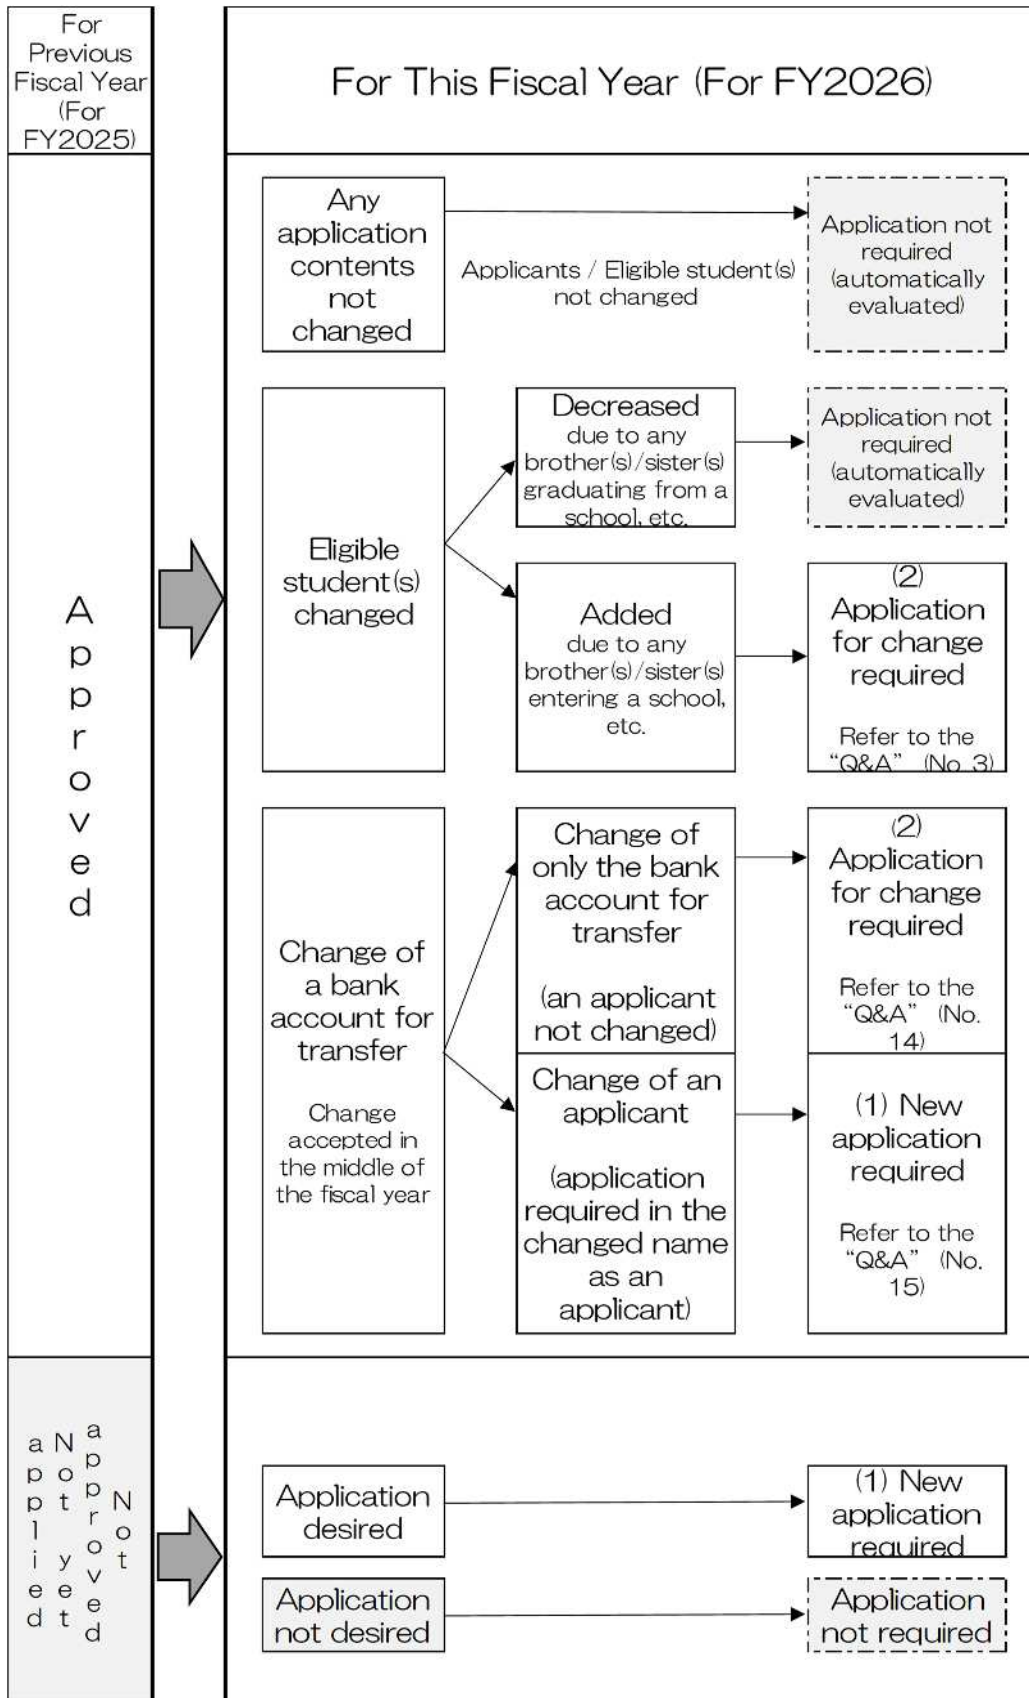 For
Previous
Fiscal Year
(For
FY2025)
For This Fiscal Year (For FY2026)
Approved
Any
application
contents
not
changed
Applicants / Eligible student(s)
not changed
Application not
required
(automatically
evaluated)
Eligible
student(s)
changed
Decreased
due to any
brother(s)/sister(s)
graduating from a
school, etc.
Application not
required
(automatically
evaluated)
Added
due to any
brother(s)/sister(s)
entering a school,
etc.
(2)
Application
for change
required
Refer to the
“Q&A” (No. 3)
Change of
a bank
account for
transfer
Change
accepted in
the middle of
the fiscal year
Change of
only the bank
account for
transfer
(an applicant
not changed)
(2)
Application
for change
required
Refer to the
“Q&A” (No.
14)
Change of an
applicant
(application
required in the
changed name
as an
applicant)
(1) New
application
required
Refer to the
“Q&A” (No.
15)
Not
approved
Not yet
applied
Application
desired
(1) New
application
required
Application
not desired
Application
not required